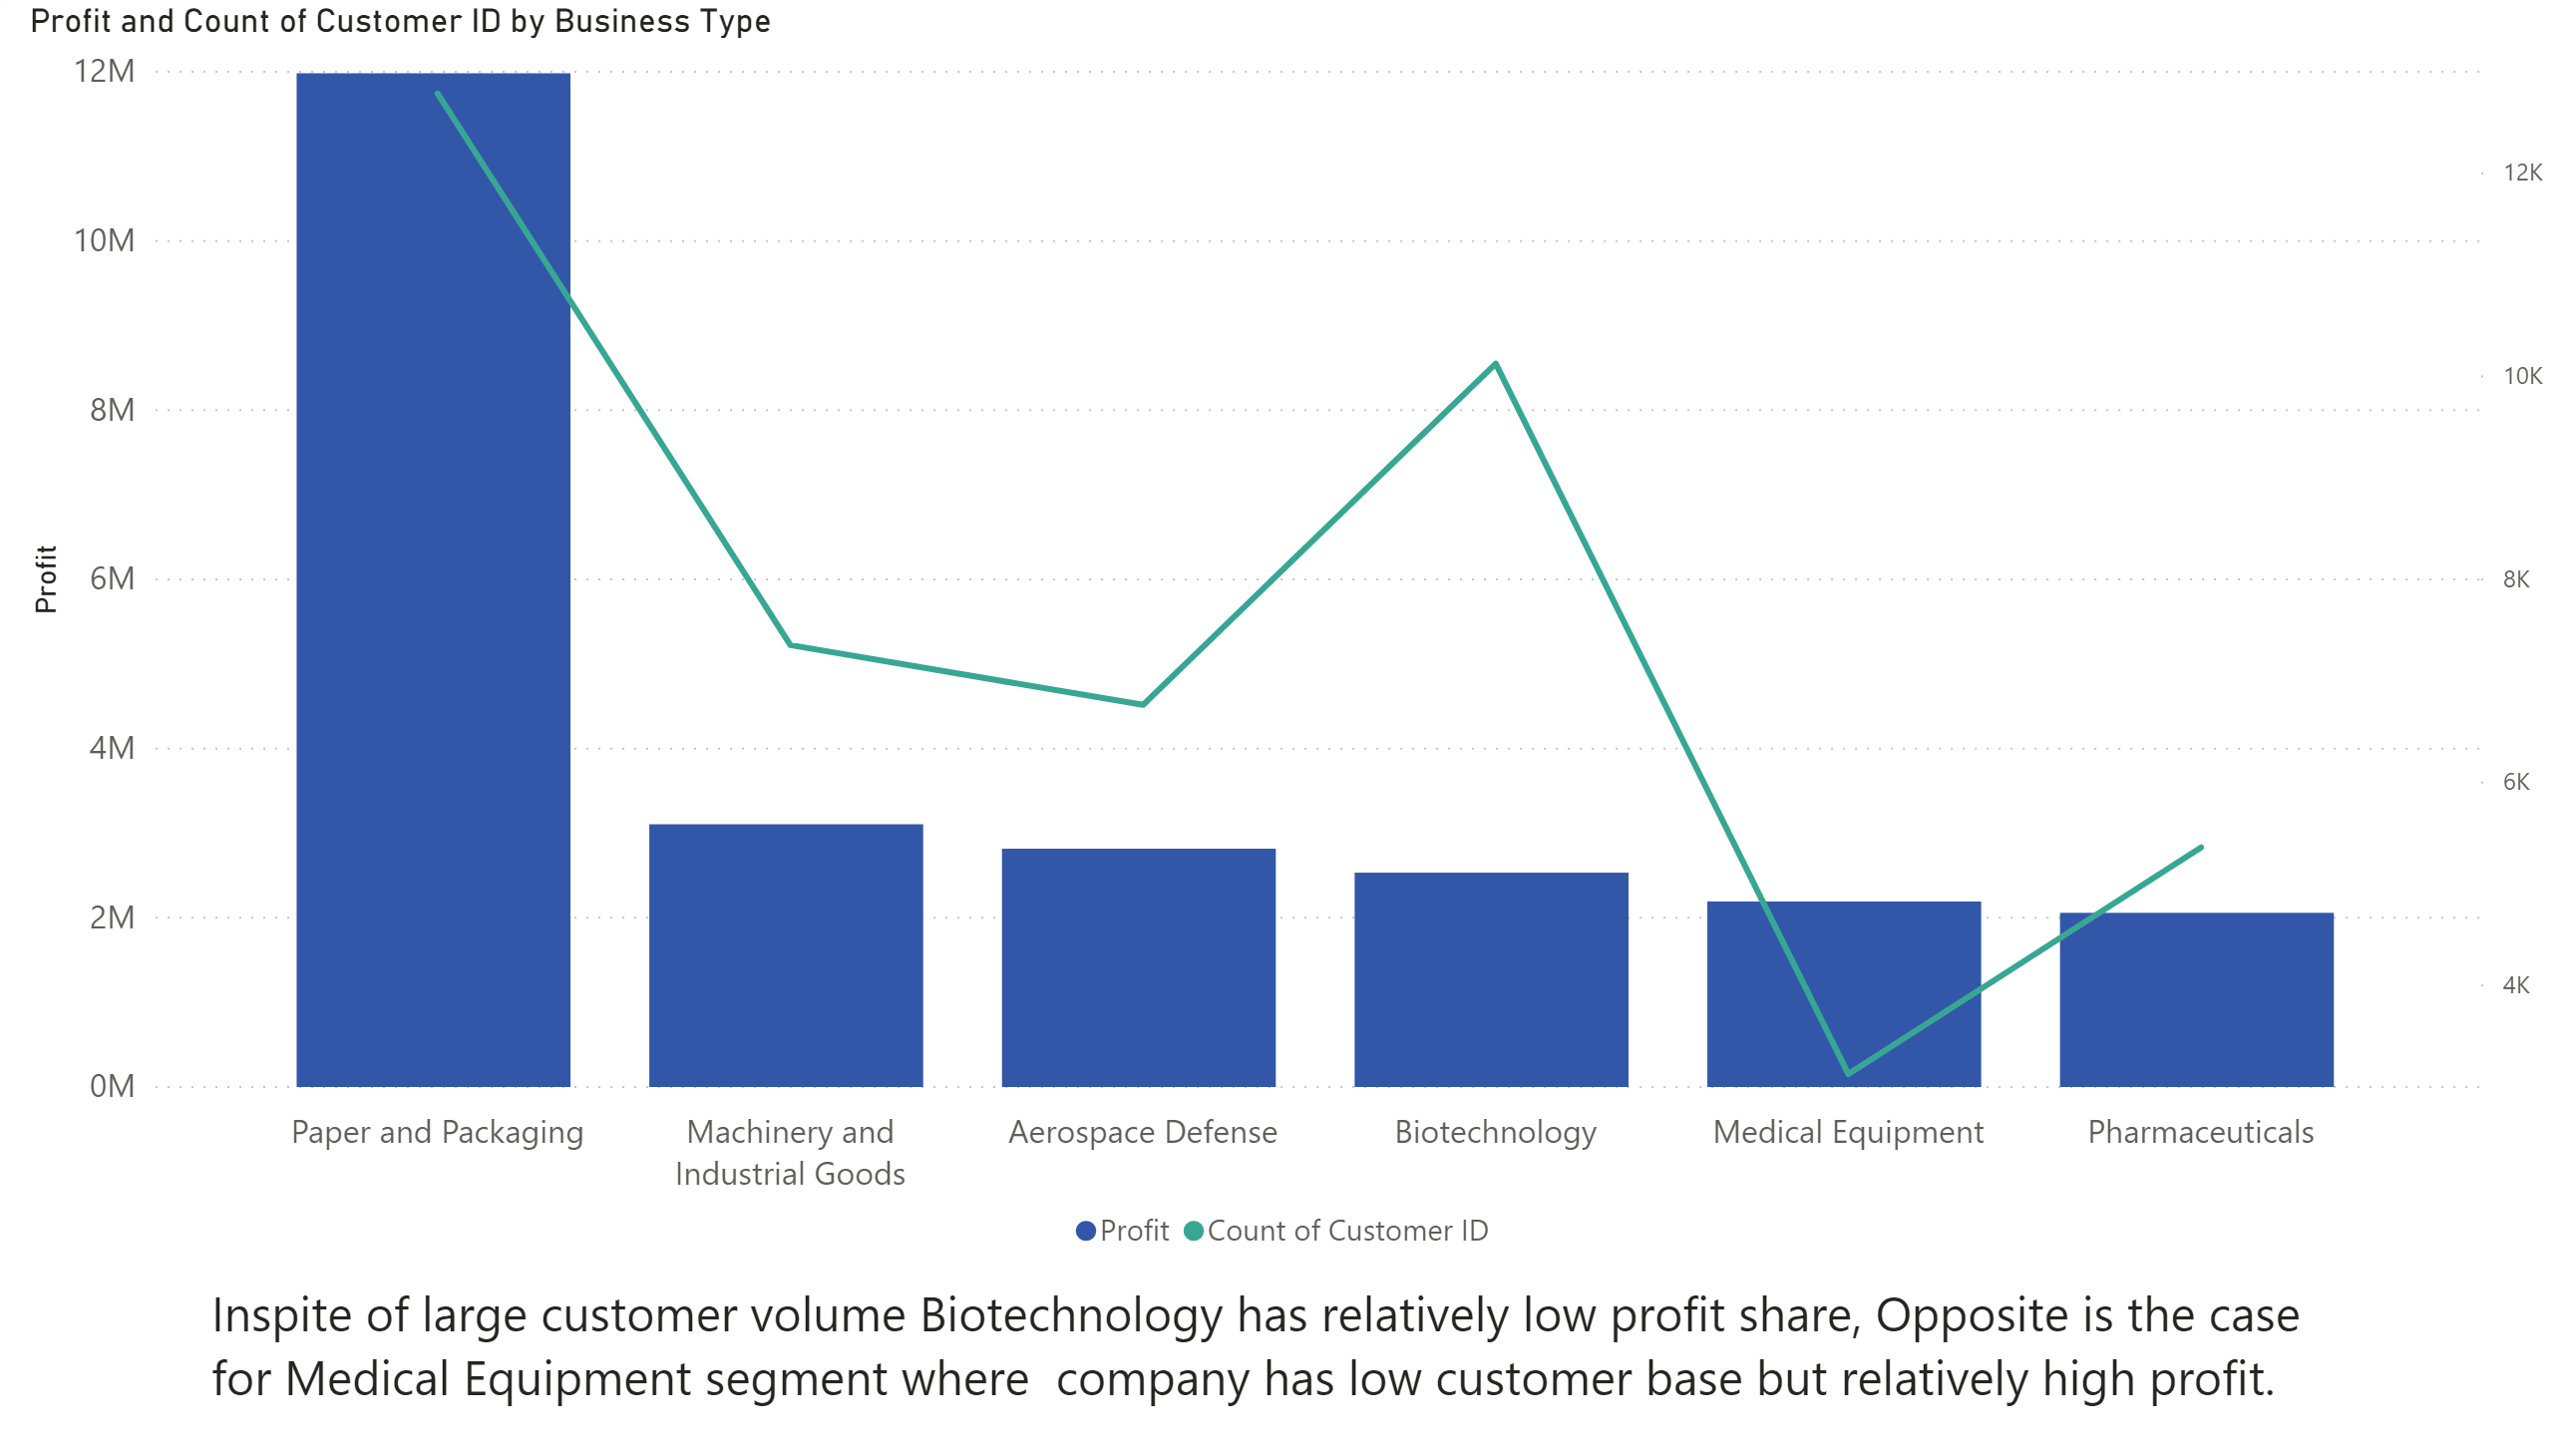 Profit and Count of Customer ID by Business Type
12M
10M
8M
6M
4M
2M
0M
Profit
12K
10K
8K
6K
4K
Paper and Packaging
Machinery and
Industrial Goods
Aerospace Defense
Biotechnology
Medical Equipment
Pharmaceuticals
Profit Count of Customer ID
Inspite of large customer volume Biotechnology has relatively low profit share, Opposite is the case
for Medical Equipment segment where  company has low customer base but relatively high profit.